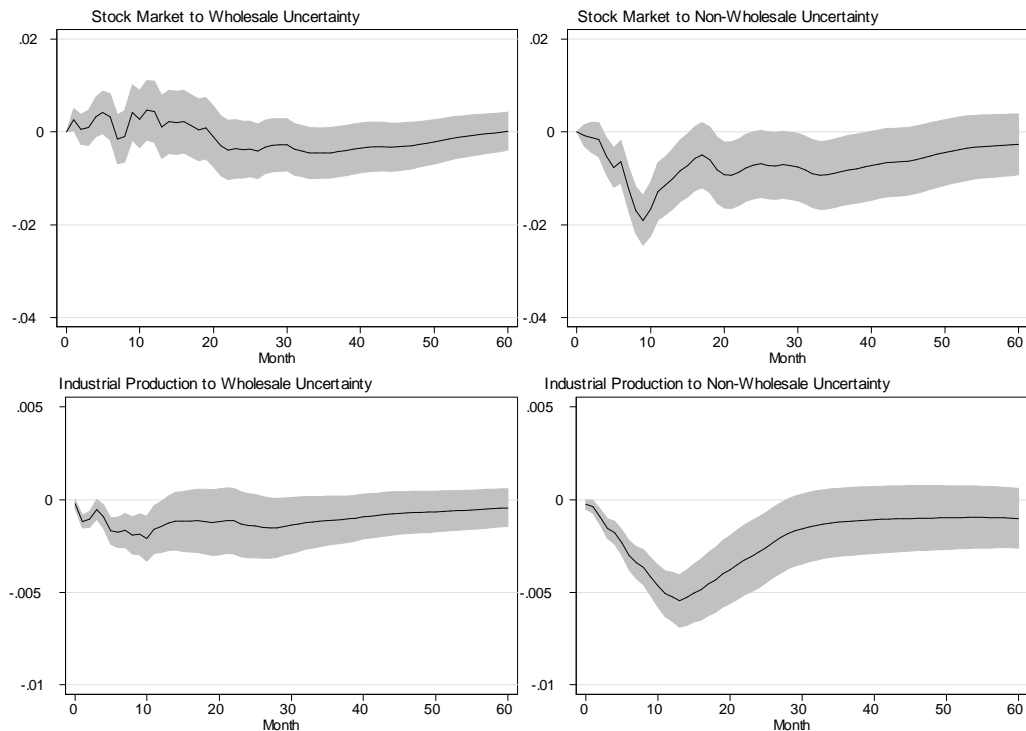 Stock Market to Wholesale Uncertainty
.02
0
-.02
-.04
0 10 20 30 40 50 60
Month
Stock Market to Non-Wholesale Uncertainty
.02
0
-.02
-.04
0 10 20 30 40 50 60
Month
Industrial Production to Wholesale Uncertainty
.005
0
-.005
-.01
0 10 20 30 40 50 60
Month
Industrial Production to Non-Wholesale Uncertainty
.005
0
-.005
-.01
0 10 20 30 40 50 60
Month